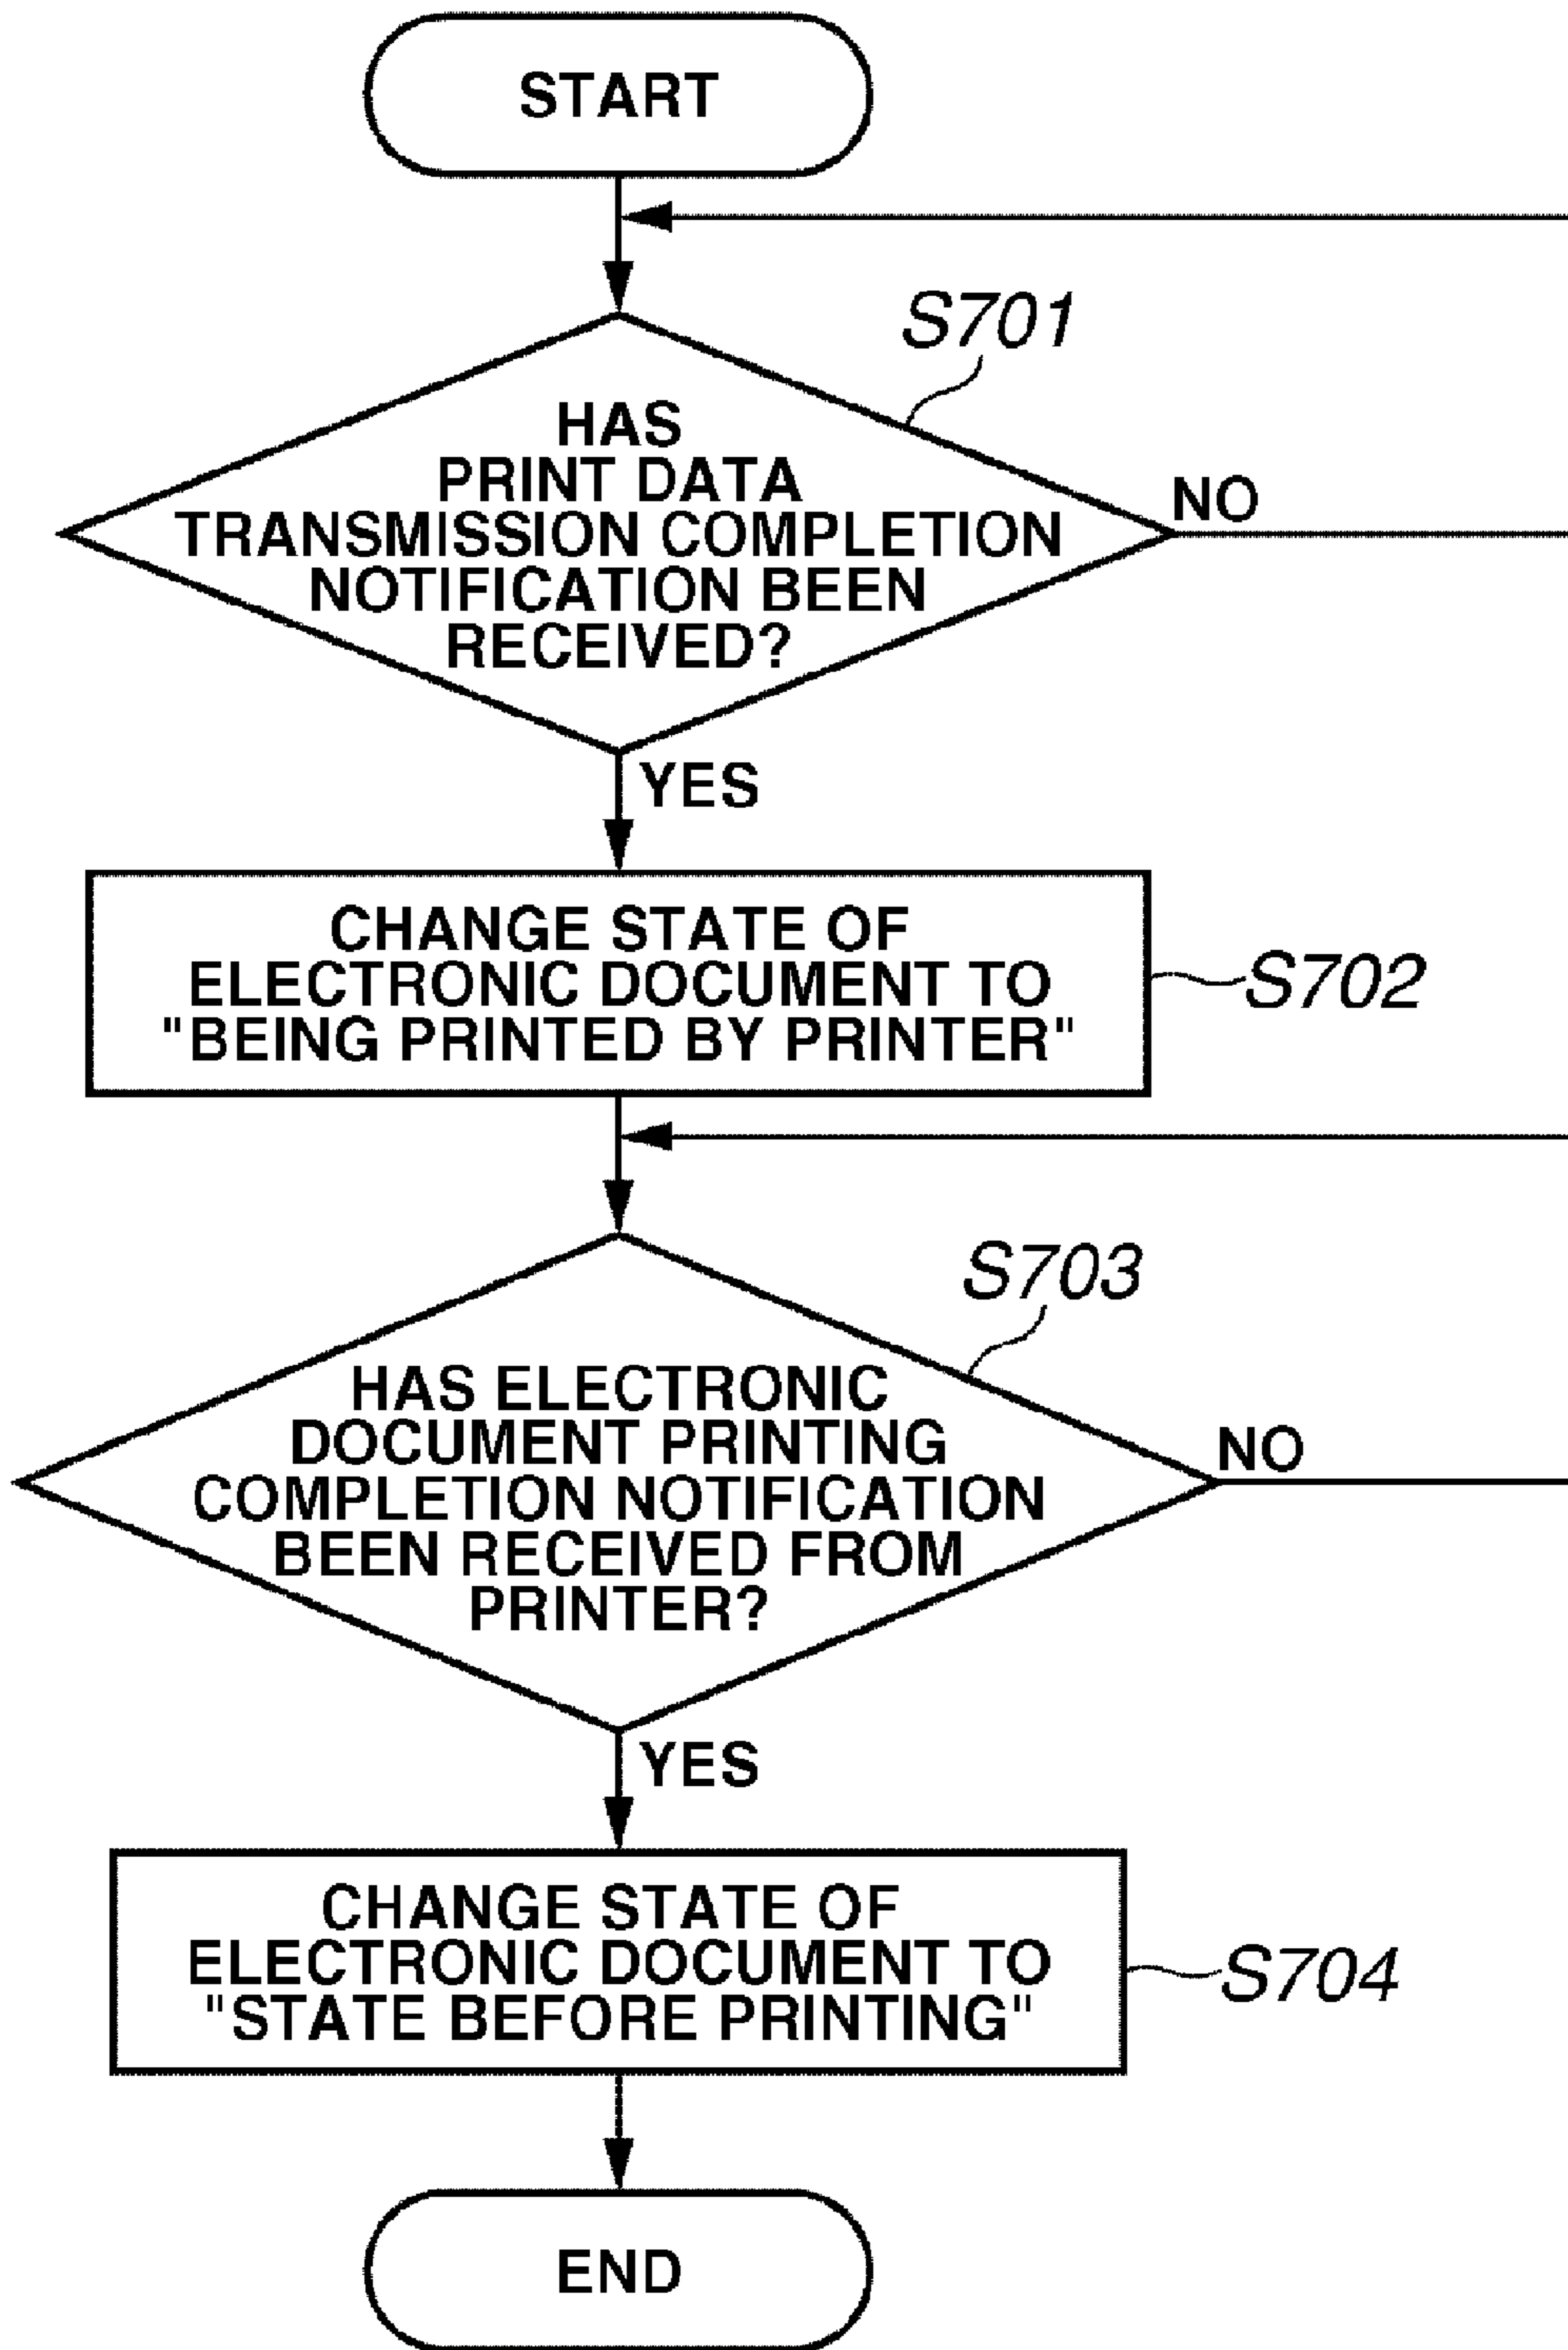 START
S701
HAS
PRINT DATA
TRANSMISSION COMPLETION
NOTIFICATION BEEN
RECEIVED?
NO
YES
CHANGE STATE OF
ELECTRONIC DOCUMENT TO
"BEING PRINTED BY PRINTER"
S702
S703
HAS ELECTRONIC
DOCUMENT PRINTING
COMPLETION NOTIFICATION
BEEN RECEIVED FROM
PRINTER?
NO
YES
CHANGE STATE OF
ELECTRONIC DOCUMENT TO
"STATE BEFORE PRINTING"
S704
END